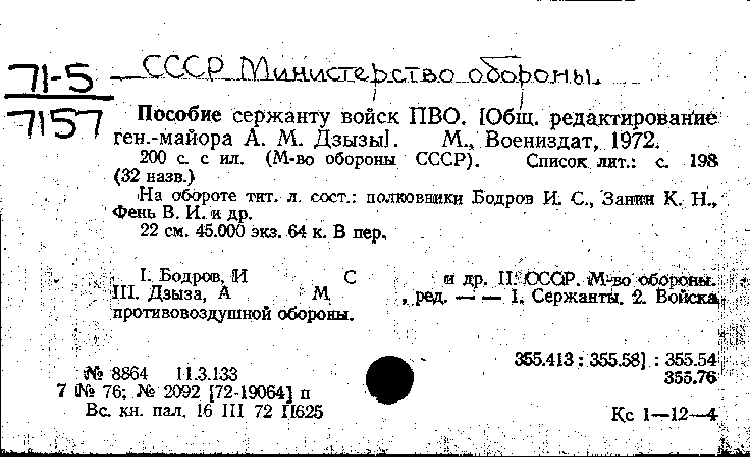 71-5
7157
СССР Министерство обороны.
Пособие сержанту войск ПВО. [Общ. редактирование
ген.-майора А. М. Дзызы]. М., Воениздат, 1972.
200 с. с ил. (М-во обороны СССР). Список лит.: с. 198
(32 назв.)
На обороте тит. л. сост.: полковники Бодров И. С., Занин К. Н.,
Фень В. И. и др.
22 см. 45.000 экз. 64 к. В пер.
I. Бодров, И С и др. II. СССР. М-во обороны.
III. Дзыза, А М , ред. — — 1. Сержанты. 2. Войска
противовоздушной обороны.
355.413 : 355.58] : 355.54
№ 8864 11.3.133 355.76
7 [№ 76; № 2092 [72-19064] п
Вс. кн. пал. 16 III 72 П625
Кс 1—12—4